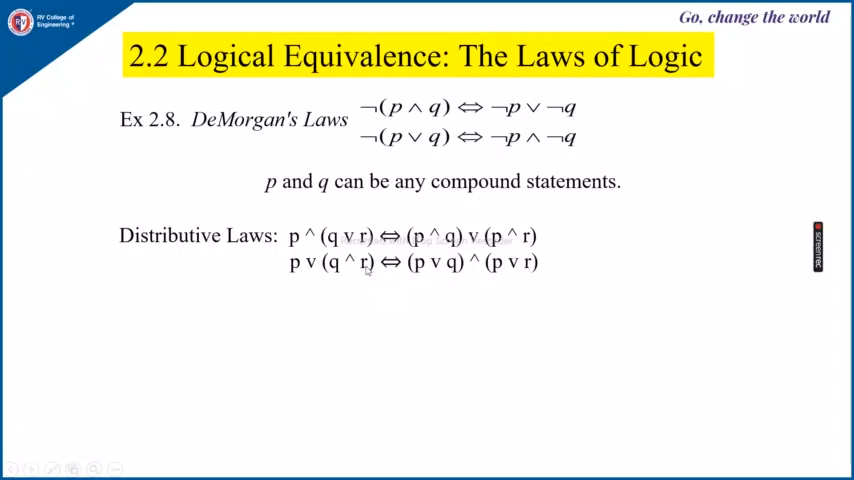 RV College of
Engineering
Go, change the world
2.2 Logical Equivalence: The Laws of Logic
Ex 2.8. DeMorgan's Laws ¬(p ∧ q) ⇔ ¬p ∨ ¬q
¬(p ∨ q) ⇔ ¬p ∧ ¬q
p and q can be any compound statements.
Distributive Laws: p ^ (q v r) ⇔ (p ^ q) v (p ^ r)
p v (q ^ r) ⇔ (p v q) ^ (p v r)
screenrec